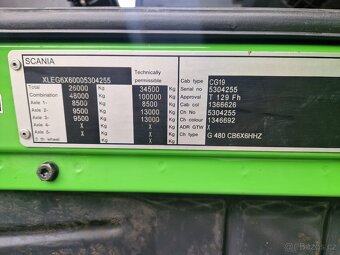 SCANIA
XLEG6X60005304255
Technically
permissible
Total 26000 Kg 34500 Kg
Combination 48000 Kg 100000 Kg
Axle 1- 8500 Kg 8500 Kg
Axle 2- 9500 Kg 13000 Kg
Axle 3- 9500 Kg 13000 Kg
Axle 4- X Kg X Kg
Axle 5- X Kg X Kg
5 th wheel X Kg X Kg
Cab type CG19
Serial no 5304255
Approval T 129 Fh
Cab col 1366626
Ch No 5304255
Ch colour 1346692
ADR GTW X
Ch type G 480 CB6X6HHZ